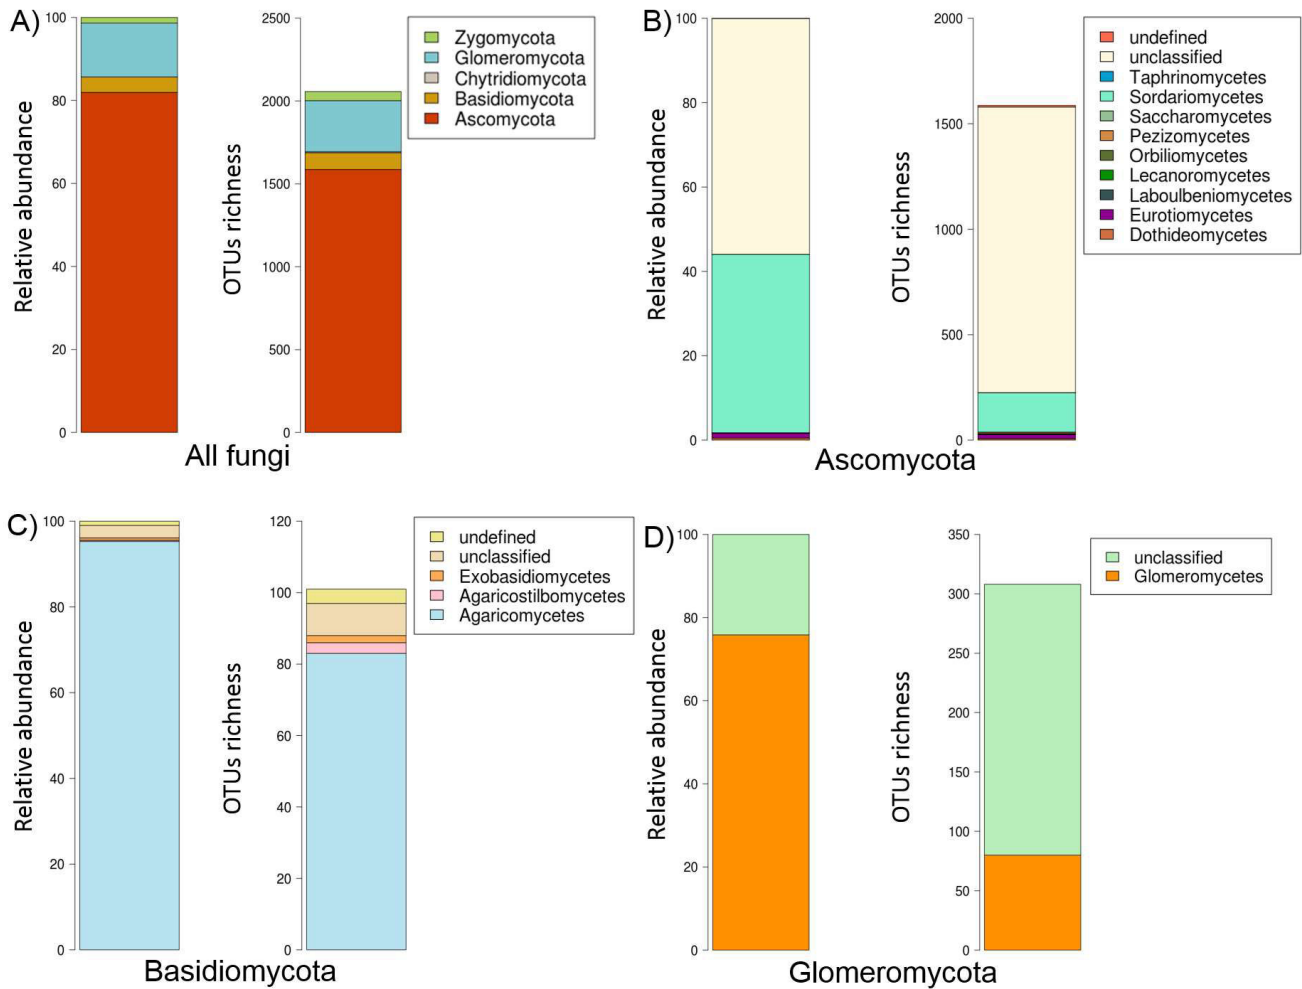 A)
Relative abundance
100
80
60
40
20
0
OTUs richness
2500
2000
1500
1000
500
0
Zygomycota
Glomeromycota
Chytridiomycota
Basidiomycota
Ascomycota
All fungi
B)
Relative abundance
100
80
60
40
20
0
OTUs richness
2000
1500
1000
500
0
undefined
unclassified
Taphrinomycetes
Sordariomycetes
Saccharomycetes
Pezizomycetes
Orbiliomycetes
Lecanoromycetes
Laboulbeniomycetes
Eurotiomycetes
Dothideomycetes
Ascomycota
C)
Relative abundance
100
80
60
40
20
0
OTUs richness
120
100
80
60
40
20
0
undefined
unclassified
Exobasidiomycetes
Agaricostilbomycetes
Agaricomycetes
Basidiomycota
D)
Relative abundance
100
80
60
40
20
0
OTUs richness
350
300
250
200
150
100
50
0
unclassified
Glomeromycetes
Glomeromycota